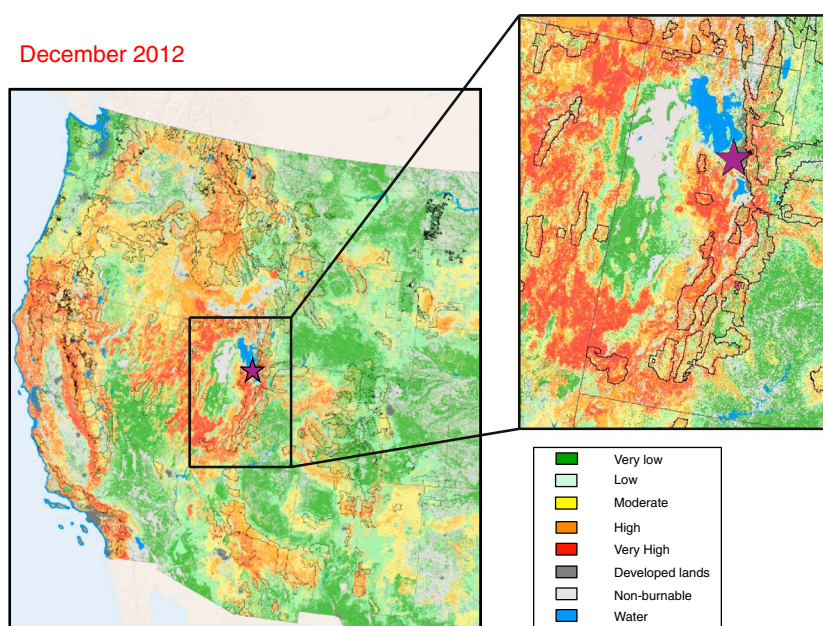 December 2012
Very low
Low
Moderate
High
Very High
Developed lands
Non-burnable
Water